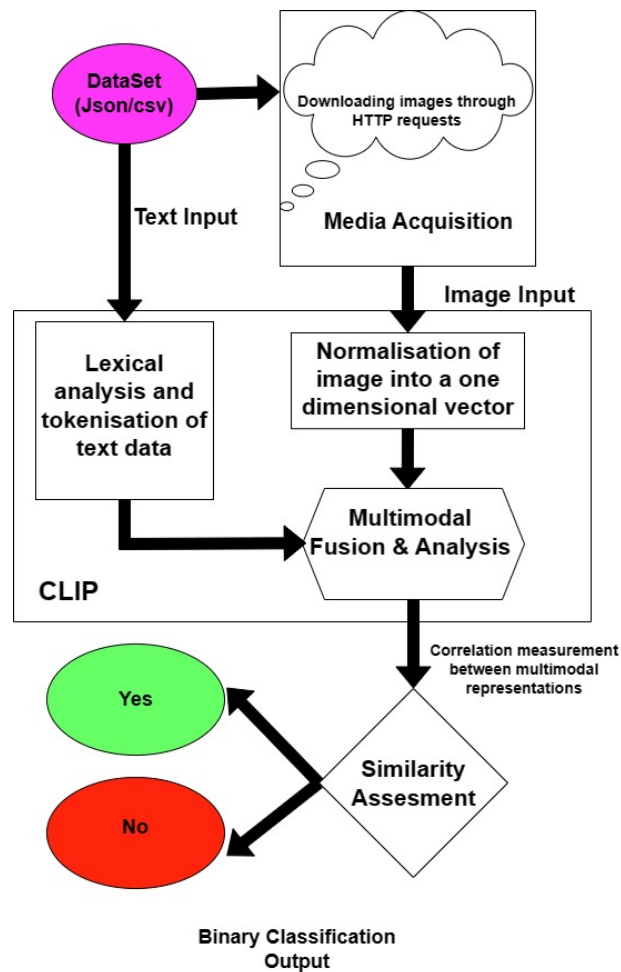 DataSet
(Json/csv)
Downloading images through
HTTP requests
Media Acquisition
Text Input
Image Input
Lexical
analysis and
tokenisation of
text data
Normalisation of
image into a one
dimensional vector
Multimodal
Fusion & Analysis
CLIP
Correlation measurement
between multimodal
representations
Yes
Similarity
Assesment
No
Binary Classification
Output